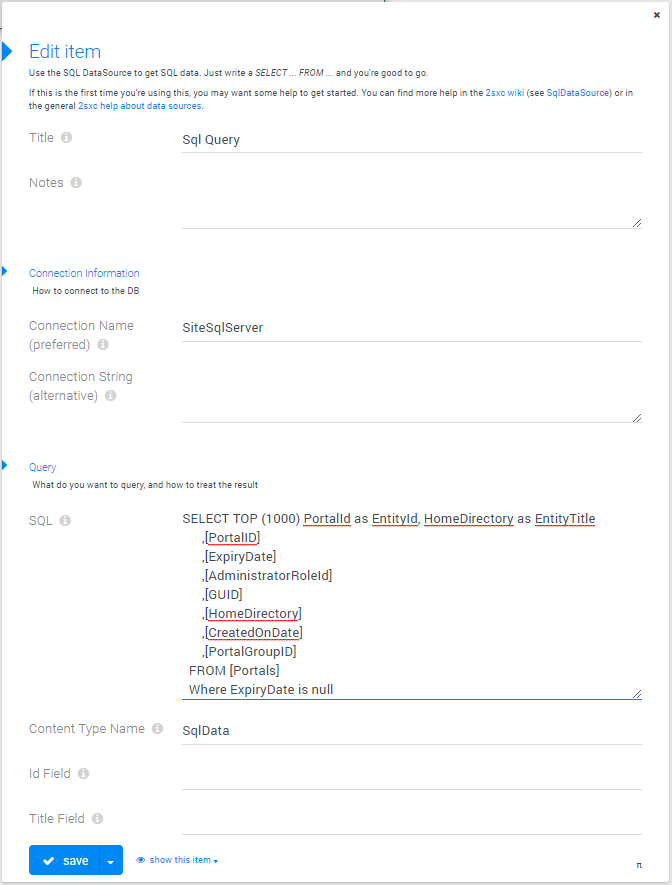 ×
Edit item
Use the SQL DataSource to get SQL data. Just write a SELECT ... FROM ... and you're good to go.
If this is the first time you're using this, you may want some help to get started. You can find more help in the 2sxc wiki (see SqlDataSource) or in
the general 2sxc help about data sources.
Title
Sql Query
Notes
Connection Information
How to connect to the DB
Connection Name
(preferred)
SiteSqlServer
Connection String
(alternative)
Query
What do you want to query, and how to treat the result
SQL
SELECT TOP (1000) PortalId as EntityId, HomeDirectory as EntityTitle
,[PortalID]
,[ExpiryDate]
,[AdministratorRoleId]
,[GUID]
,[HomeDirectory]
,[CreatedOnDate]
,[PortalGroupID]
FROM [Portals]
Where ExpiryDate is null
Content Type Name
SqlData
Id Field
Title Field
save
show this item
π